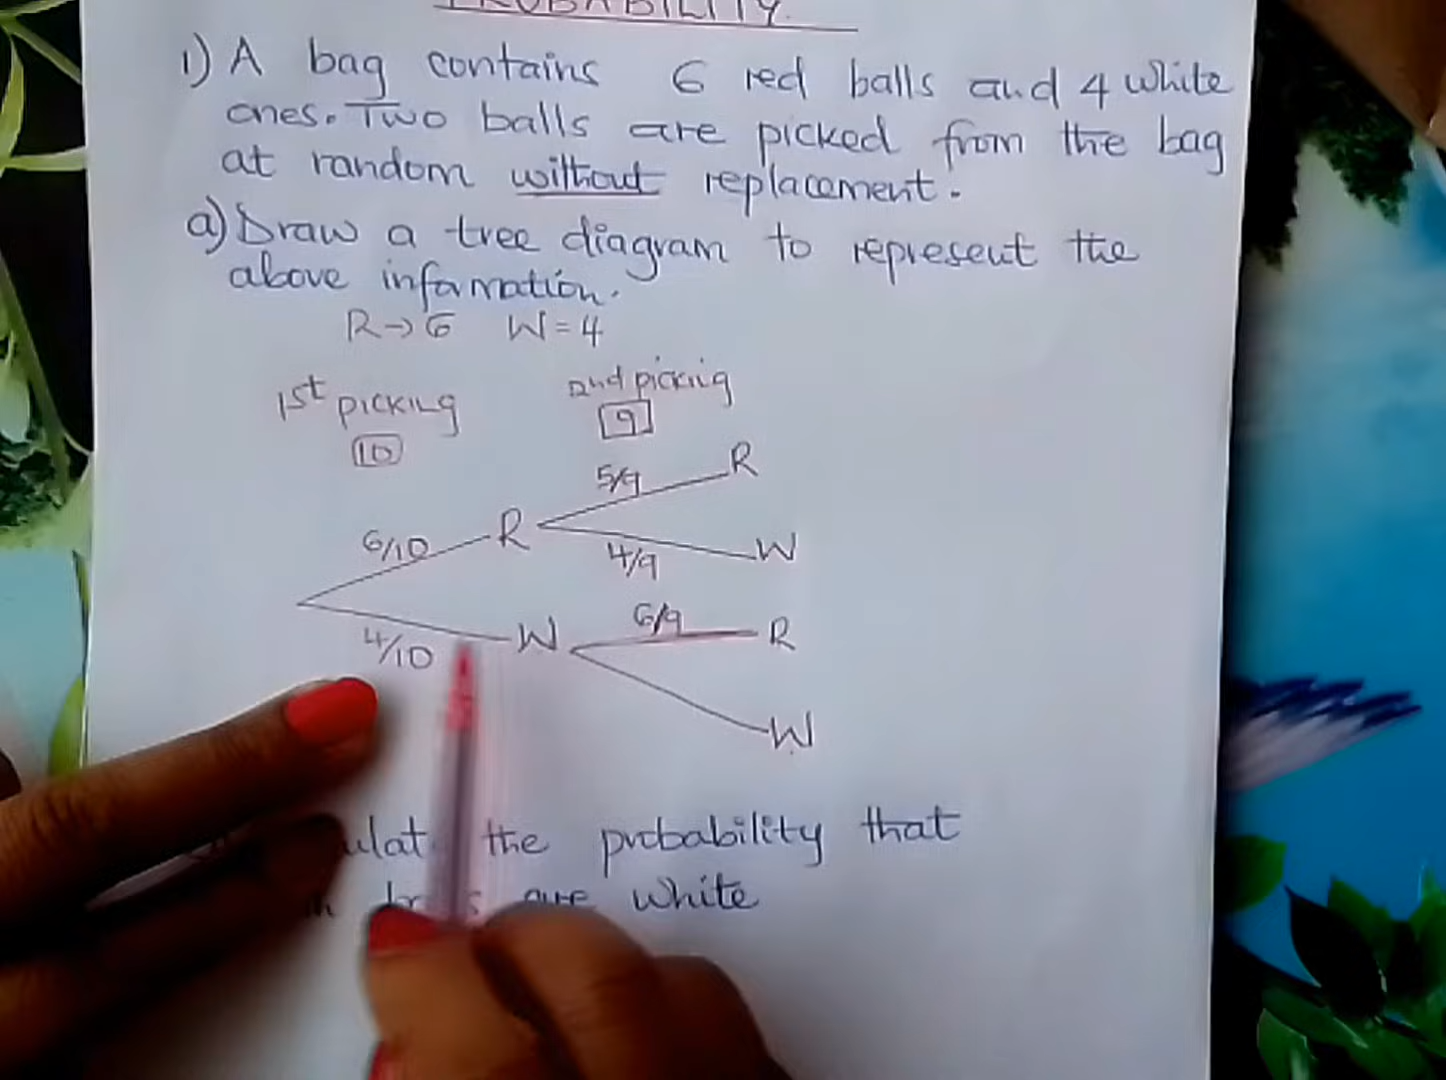 PROBABILITY.
1) A bag contains 6 red balls and 4 white
ones. Two balls are picked from the bag
at random without replacement.
a) Draw a tree diagram to represent the
above information.
R→6 W=4
1st picking 2nd picking
10 9
5/9 R
6/10 R
4/9 W
4/10 W
6/9 R
W
the probability that
are white